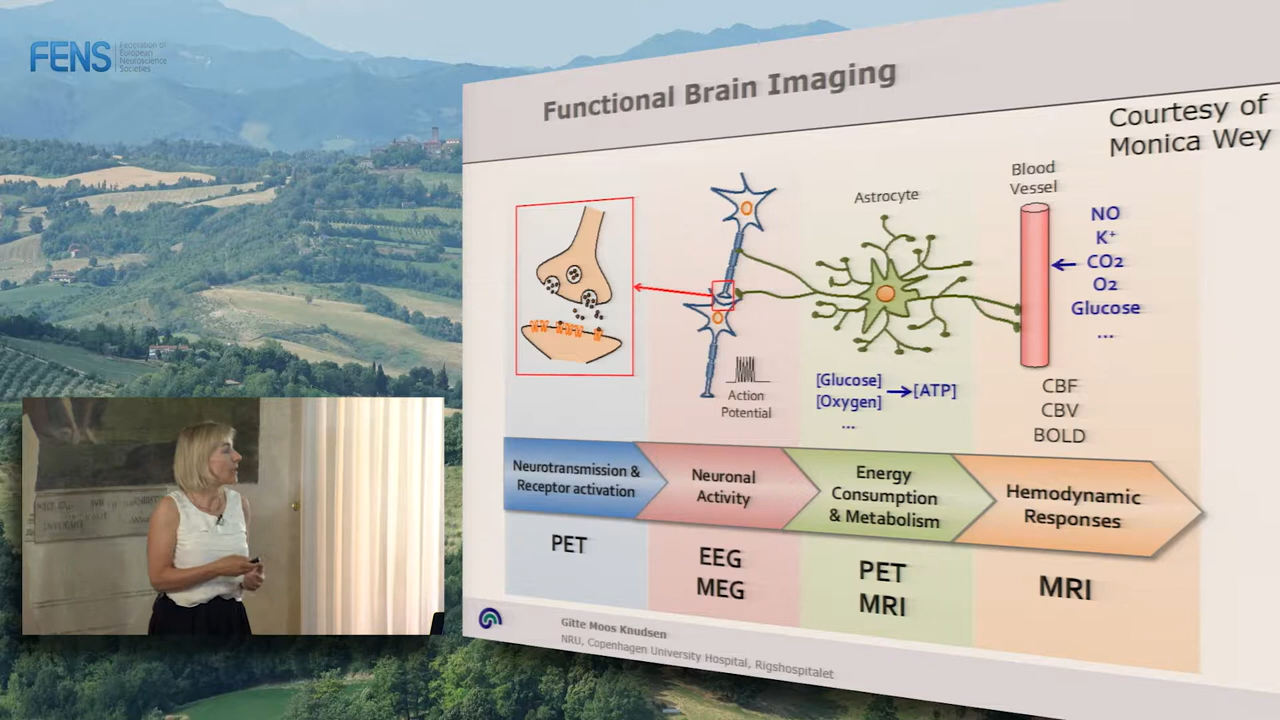 FENS
Federation of
European
Neuroscience
Societies
Functional Brain Imaging
Courtesy of
Monica Wey
Blood
Vessel
Astrocyte
NO
K⁺
CO2
O2
Glucose
...
Action
Potential
[Glucose]
[Oxygen]
→[ATP]
...
CBF
CBV
BOLD
Neurotransmission &
Receptor activation
Neuronal
Activity
Energy
Consumption
& Metabolism
Hemodynamic
Responses
PET
EEG
MEG
PET
MRI
MRI
Gitte Moos Knudsen
NRU, Copenhagen University Hospital, Rigshospitalet